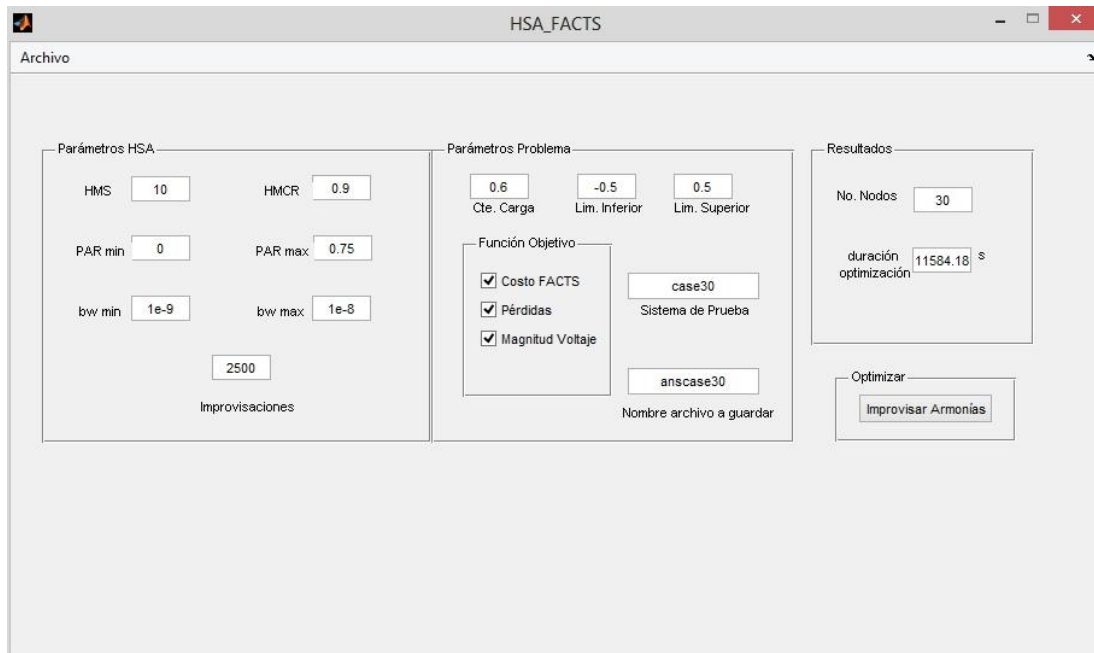 HSA_FACTS
Archivo
Parámetros HSA
HMS 10 HMCR 0.9
PAR min 0 PAR max 0.75
bw min 1e-9 bw max 1e-8
2500
Improvisaciones
Parámetros Problema
0.6 -0.5 0.5
Cte. Carga Lim. Inferior Lim. Superior
Función Objetivo
Costo FACTS
Pérdidas
Magnitud Voltaje
case30
Sistema de Prueba
anscase30
Nombre archivo a guardar
Resultados
No. Nodos 30
duración
optimización 11584.18 s
Optimizar
Improvisar Armonías